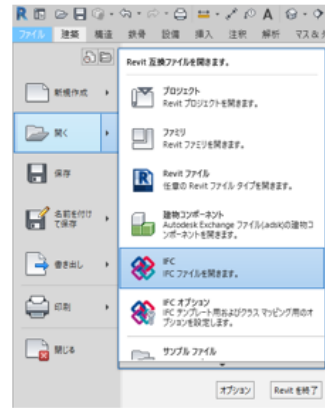 ファイル 建築 構造 鉄骨 設備 挿入 注釈 解析 マス &
Revit 互換ファイルを開きます。
新規作成
開く
保存
名前を付け
て保存
書き出し
印刷
閉じる
プロジェクト
Revit プロジェクトを開きます。
ファミリ
Revit ファミリを開きます。
Revit ファイル
任意の Revit ファイル タイプを開きます。
建物コンポーネント
Autodesk Exchange ファイル(.adsk)の建物コ
ンポーネントを開きます。
IFC
IFC ファイルを開きます。
IFC オプション
IFC テンプレート用およびクラス マッピング用のオ
プションを設定します。
サンプル ファイル
オプション Revit を終了